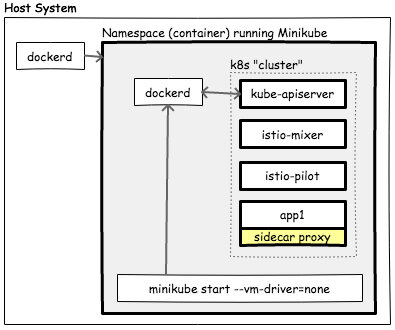 Host System
Namespace (container) running Minikube
dockerd
k8s "cluster"
dockerd
kube-apiserver
istio-mixer
istio-pilot
app1
sidecar proxy
minikube start --vm-driver=none